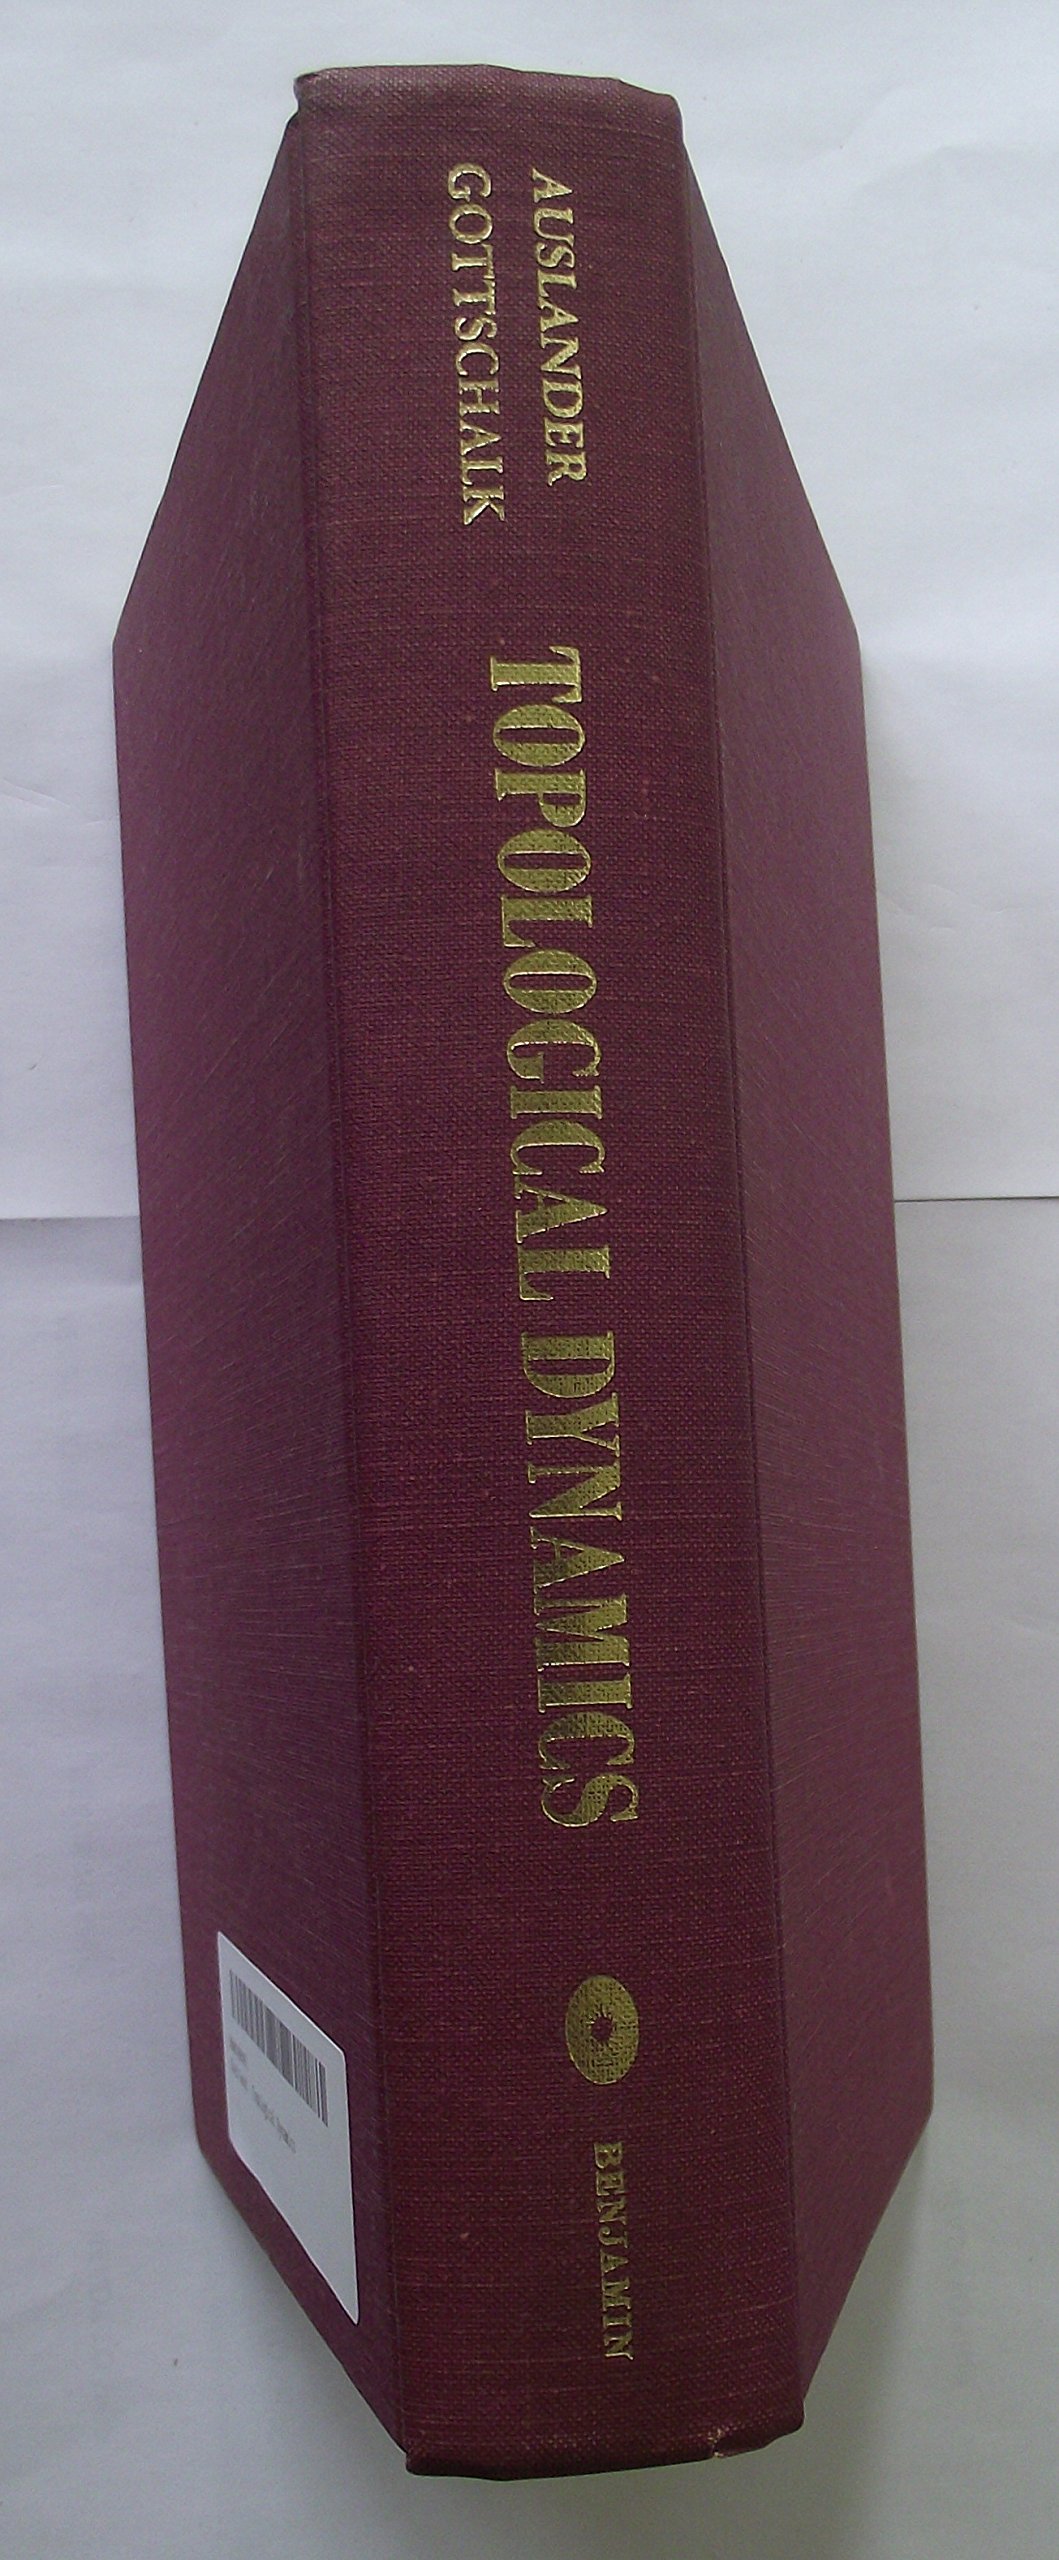 AUSLANDER
GOTTSCHALK
TOPOLOGICAL DYNAMICS
BENJAMIN